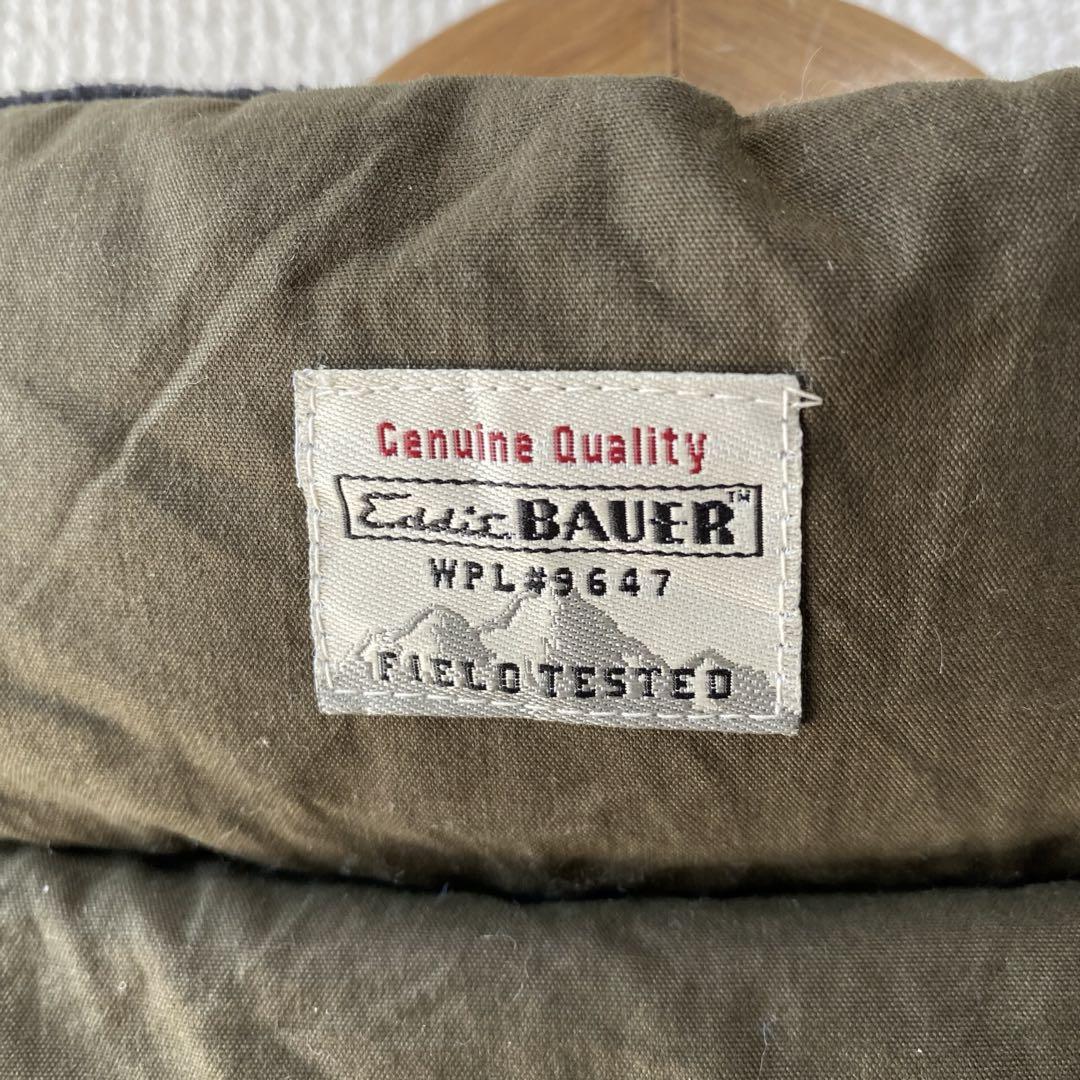 Genuine Quality
Eddie BAUER™
WPL#9647
FIELD TESTED